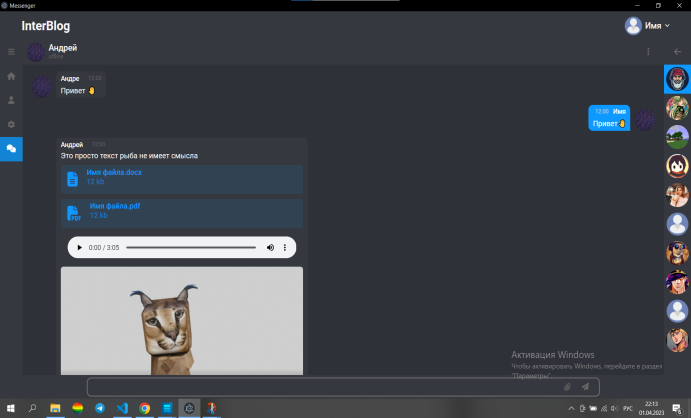 Messenger
InterBlog
Имя
Андрей
offline
Андре 12:00
Привет 🤚
12:00 Имя
Привет 🤚
Андрей 12:00
Это просто текст рыба не имеет смысла
Имя файла.docx
12 kb
Имя файла.pdf
12 kb
PDF
0:00 / 3:05
Активация Windows
Чтобы активировать Windows, перейдите в раздел
"Параметры".
22:13
РУС
01.04.2023